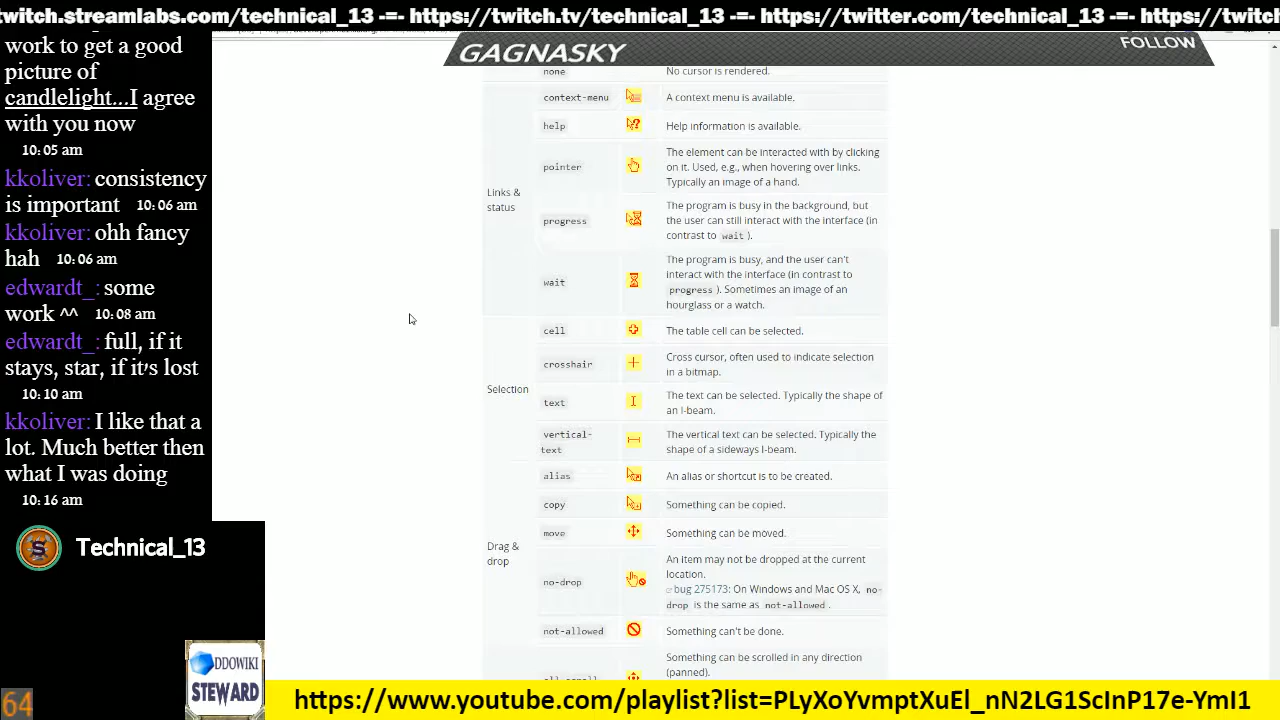 witch.streamlabs.com/technical_13 -=- https://twitch.tv/technical_13 -=- https://twitter.com/technical_13 -=- https://twitc
GAGNASKY
FOLLOW
work to get a good
picture of
candlelight...I agree
with you now
10:05 am
kkoliver: consistency
is important 10:06 am
kkoliver: ohh fancy
hah 10:06 am
edwardt_: some
work ^^ 10:08 am
edwardt_: full, if it
stays, star, if it's lost
10:10 am
kkoliver: I like that a
lot. Much better then
what I was doing
10:16 am
Technical_13
DDOWIKI
STEWARD
64
none No cursor is rendered.
Links &
status
context-menu A context menu is available.
help Help information is available.
pointer The element can be interacted with by clicking
on it. Used, e.g., when hovering over links.
Typically an image of a hand.
progress The program is busy in the background, but
the user can still interact with the interface (in
contrast to wait ).
wait The program is busy, and the user can't
interact with the interface (in contrast to
progress ). Sometimes an image of an
hourglass or a watch.
Selection
cell The table cell can be selected.
crosshair Cross cursor, often used to indicate selection
in a bitmap.
text The text can be selected. Typically the shape of
an I-beam.
vertical-
text
The vertical text can be selected. Typically the
shape of a sideways I-beam.
Drag &
drop
alias An alias or shortcut is to be created.
copy Something can be copied.
move Something can be moved.
no-drop An item may not be dropped at the current
location.
bug 275173: On Windows and Mac OS X, no-
drop is the same as not-allowed .
not-allowed Something can't be done.
Something can be scrolled in any direction
(panned).
https://www.youtube.com/playlist?list=PLyXoYvmptXuEl_nN2LG1ScInP17e-YmI1